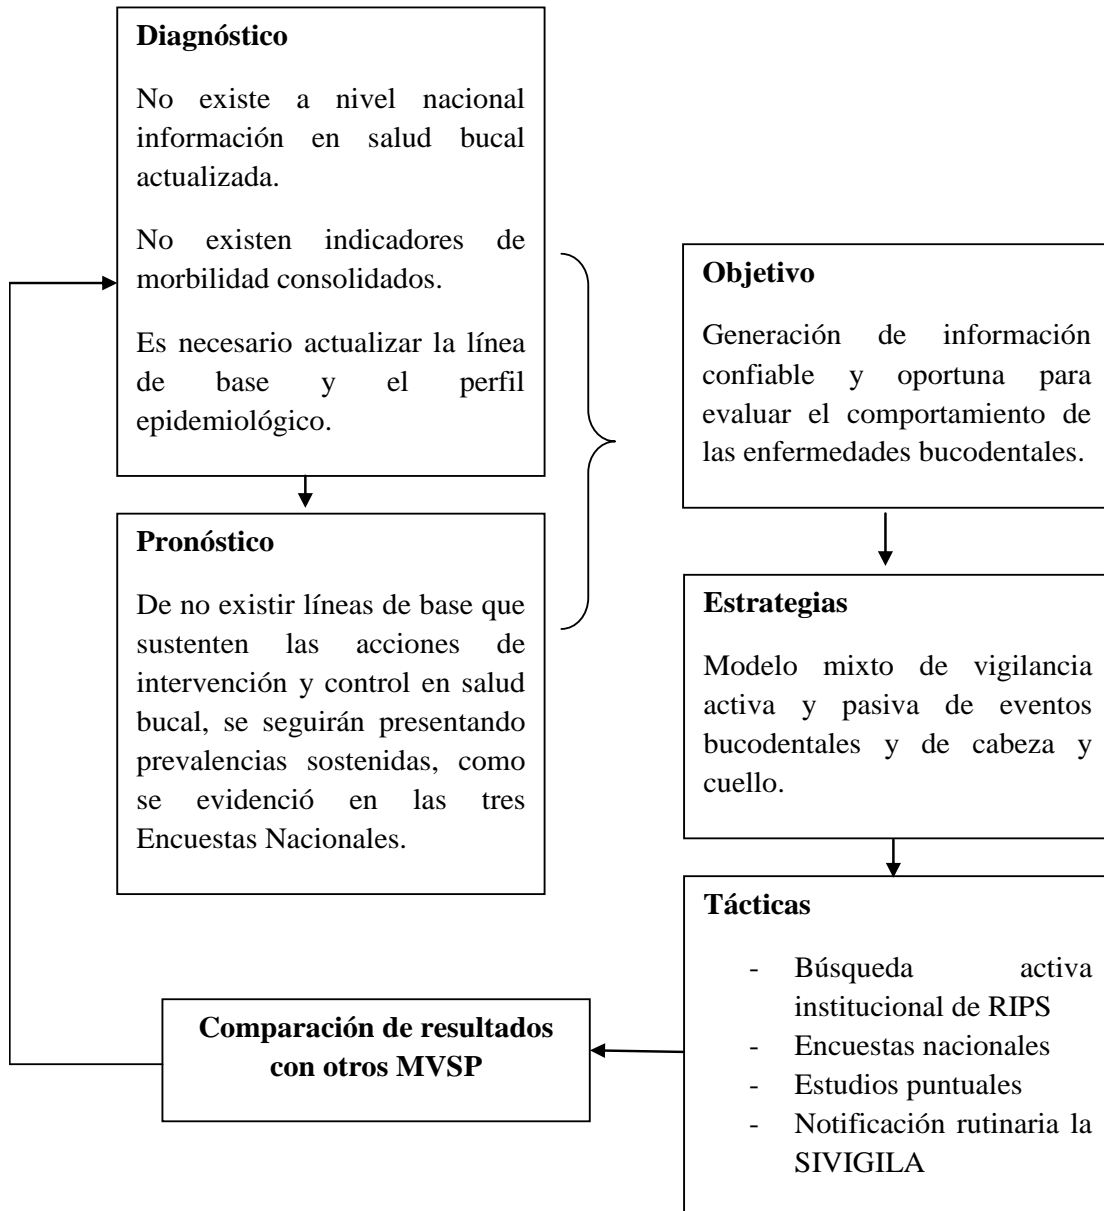 Diagnóstico
No existe a nivel nacional
información en salud bucal
actualizada.
No existen indicadores de
morbilidad consolidados.
Es necesario actualizar la línea
de base y el perfil
epidemiológico.
Pronóstico
De no existir líneas de base que
sustenten las acciones de
intervención y control en salud
bucal, se seguirán presentando
prevalencias sostenidas, como
se evidenció en las tres
Encuestas Nacionales.
Objetivo
Generación de información
confiable y oportuna para
evaluar el comportamiento de
las enfermedades bucodentales.
Estrategias
Modelo mixto de vigilancia
activa y pasiva de eventos
bucodentales y de cabeza y
cuello.
Tácticas
- Búsqueda activa
institucional de RIPS
- Encuestas nacionales
- Estudios puntuales
- Notificación rutinaria la
SIVIGILA
Comparación de resultados
con otros MVSP